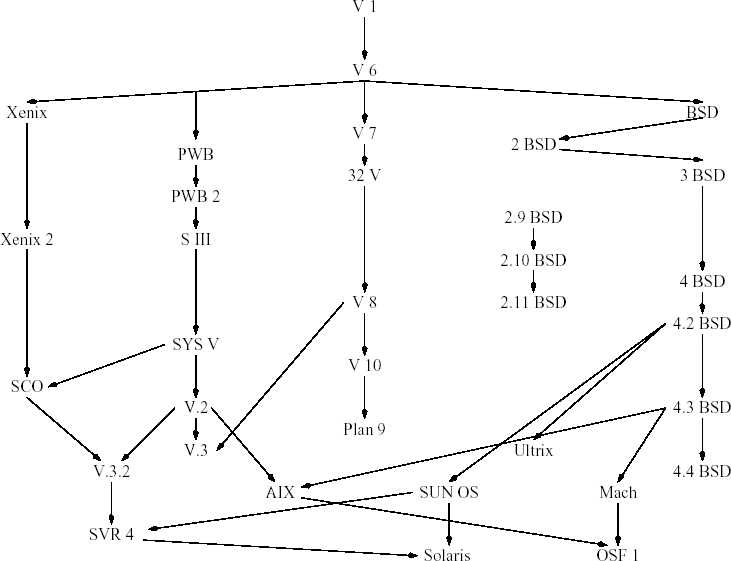 V 1
V 6
Xenix
BSD
V 7
2 BSD
PWB
32 V
3 BSD
PWB 2
2.9 BSD
Xenix 2
S III
2.10 BSD
4 BSD
V 8
2.11 BSD
4.2 BSD
SYS V
V 10
SCO
V.2
4.3 BSD
Plan 9
V.3
Ultrix
V.3.2
4.4 BSD
AIX
SUN OS
Mach
SVR 4
Solaris
OSF 1